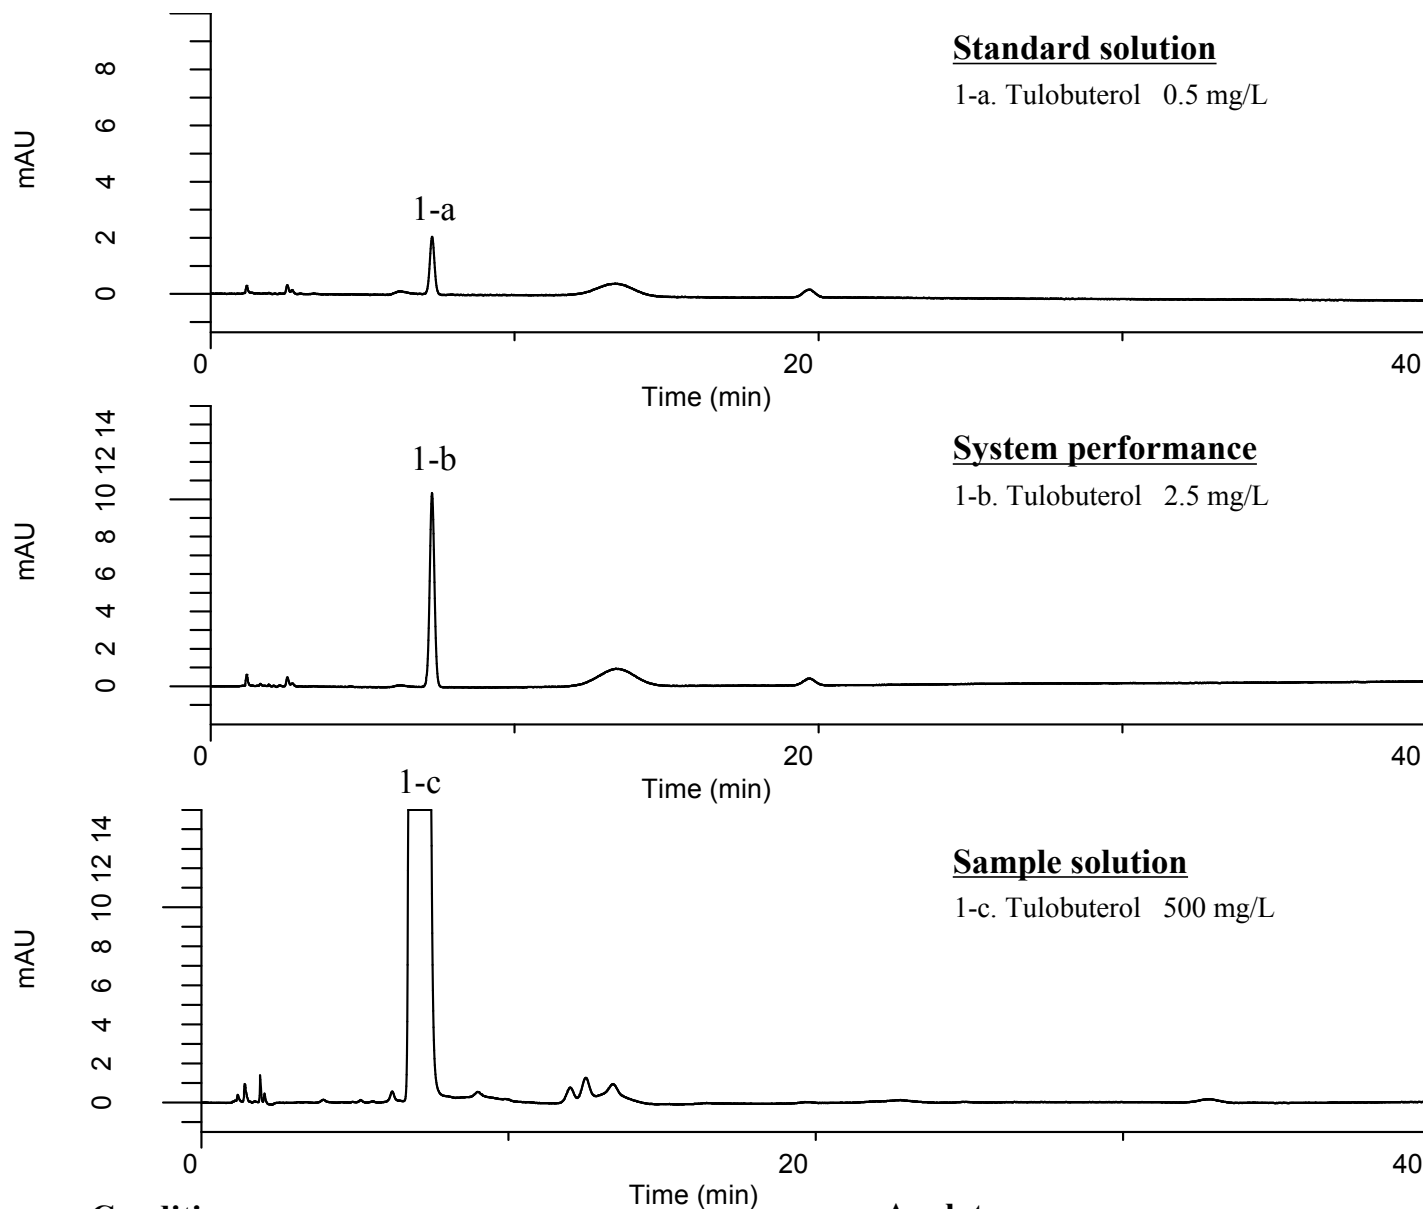 Standard solution
1-a. Tulobuterol 0.5 mg/L
mAU
8
6
4
2
0
1-a
0
20
40
Time (min)
System performance
1-b. Tulobuterol 2.5 mg/L
mAU
14
12
10
8
6
4
2
0
1-b
0
20
40
Time (min)
1-c
Sample solution
1-c. Tulobuterol 500 mg/L
mAU
14
12
10
8
6
4
2
0
0
20
40
Time (min)